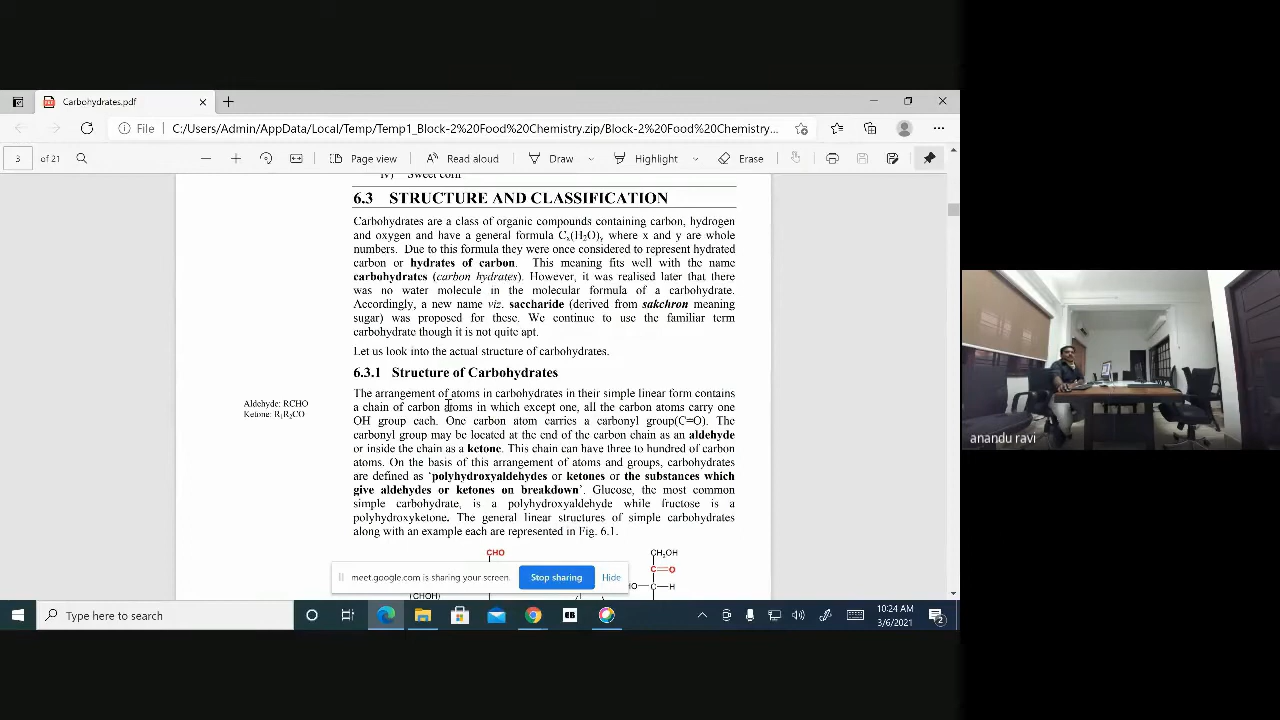 Carbohydrates.pdf
File C:/Users/Admin/AppData/Local/Temp/Temp1_Block-2%20Food%20Chemistry.zip/Block-2%20Food%20Chemistry...
3 of 21 Page view Read aloud Draw Highlight Erase
iv) Sweet corn
6.3 STRUCTURE AND CLASSIFICATION
Carbohydrates are a class of organic compounds containing carbon, hydrogen
and oxygen and have a general formula Cx(H2O)y where x and y are whole
numbers. Due to this formula they were once considered to represent hydrated
carbon or hydrates of carbon. This meaning fits well with the name
carbohydrates (carbon hydrates). However, it was realised later that there
was no water molecule in the molecular formula of a carbohydrate.
Accordingly, a new name viz. saccharide (derived from sakchron meaning
sugar) was proposed for these. We continue to use the familiar term
carbohydrate though it is not quite apt.
Let us look into the actual structure of carbohydrates.
6.3.1 Structure of Carbohydrates
The arrangement of atoms in carbohydrates in their simple linear form contains
a chain of carbon atoms in which except one, all the carbon atoms carry one
OH group each. One carbon atom carries a carbonyl group(C=O). The
carbonyl group may be located at the end of the carbon chain as an aldehyde
or inside the chain as a ketone. This chain can have three to hundred of carbon
atoms. On the basis of this arrangement of atoms and groups, carbohydrates
are defined as ‘polyhydroxyaldehydes or ketones or the substances which
give aldehydes or ketones on breakdown’. Glucose, the most common
simple carbohydrate, is a polyhydroxyaldehyde while fructose is a
polyhydroxyketone. The general linear structures of simple carbohydrates
along with an example each are represented in Fig. 6.1.
Aldehyde: RCHO
Ketone: R1R2CO
CHO CH2OH
C=O
C—H
(CHOH)
meet.google.com is sharing your screen. Stop sharing Hide
Type here to search
10:24 AM
3/6/2021
2
anandu ravi